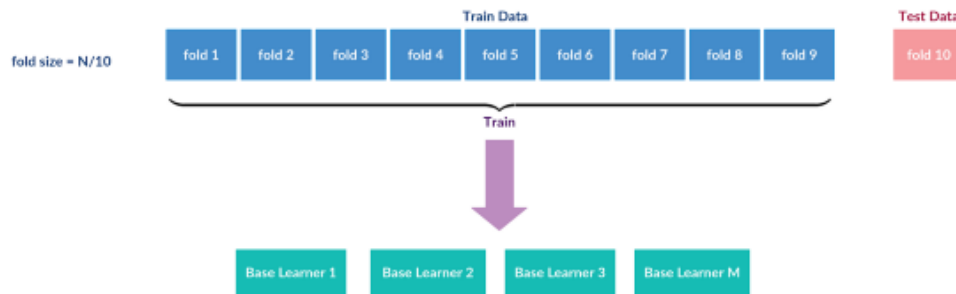 Train Data
Test Data
fold size = N/10
fold 1
fold 2
fold 3
fold 4
fold 5
fold 6
fold 7
fold 8
fold 9
fold 10
Train
Base Learner 1
Base Learner 2
Base Learner 3
Base Learner M